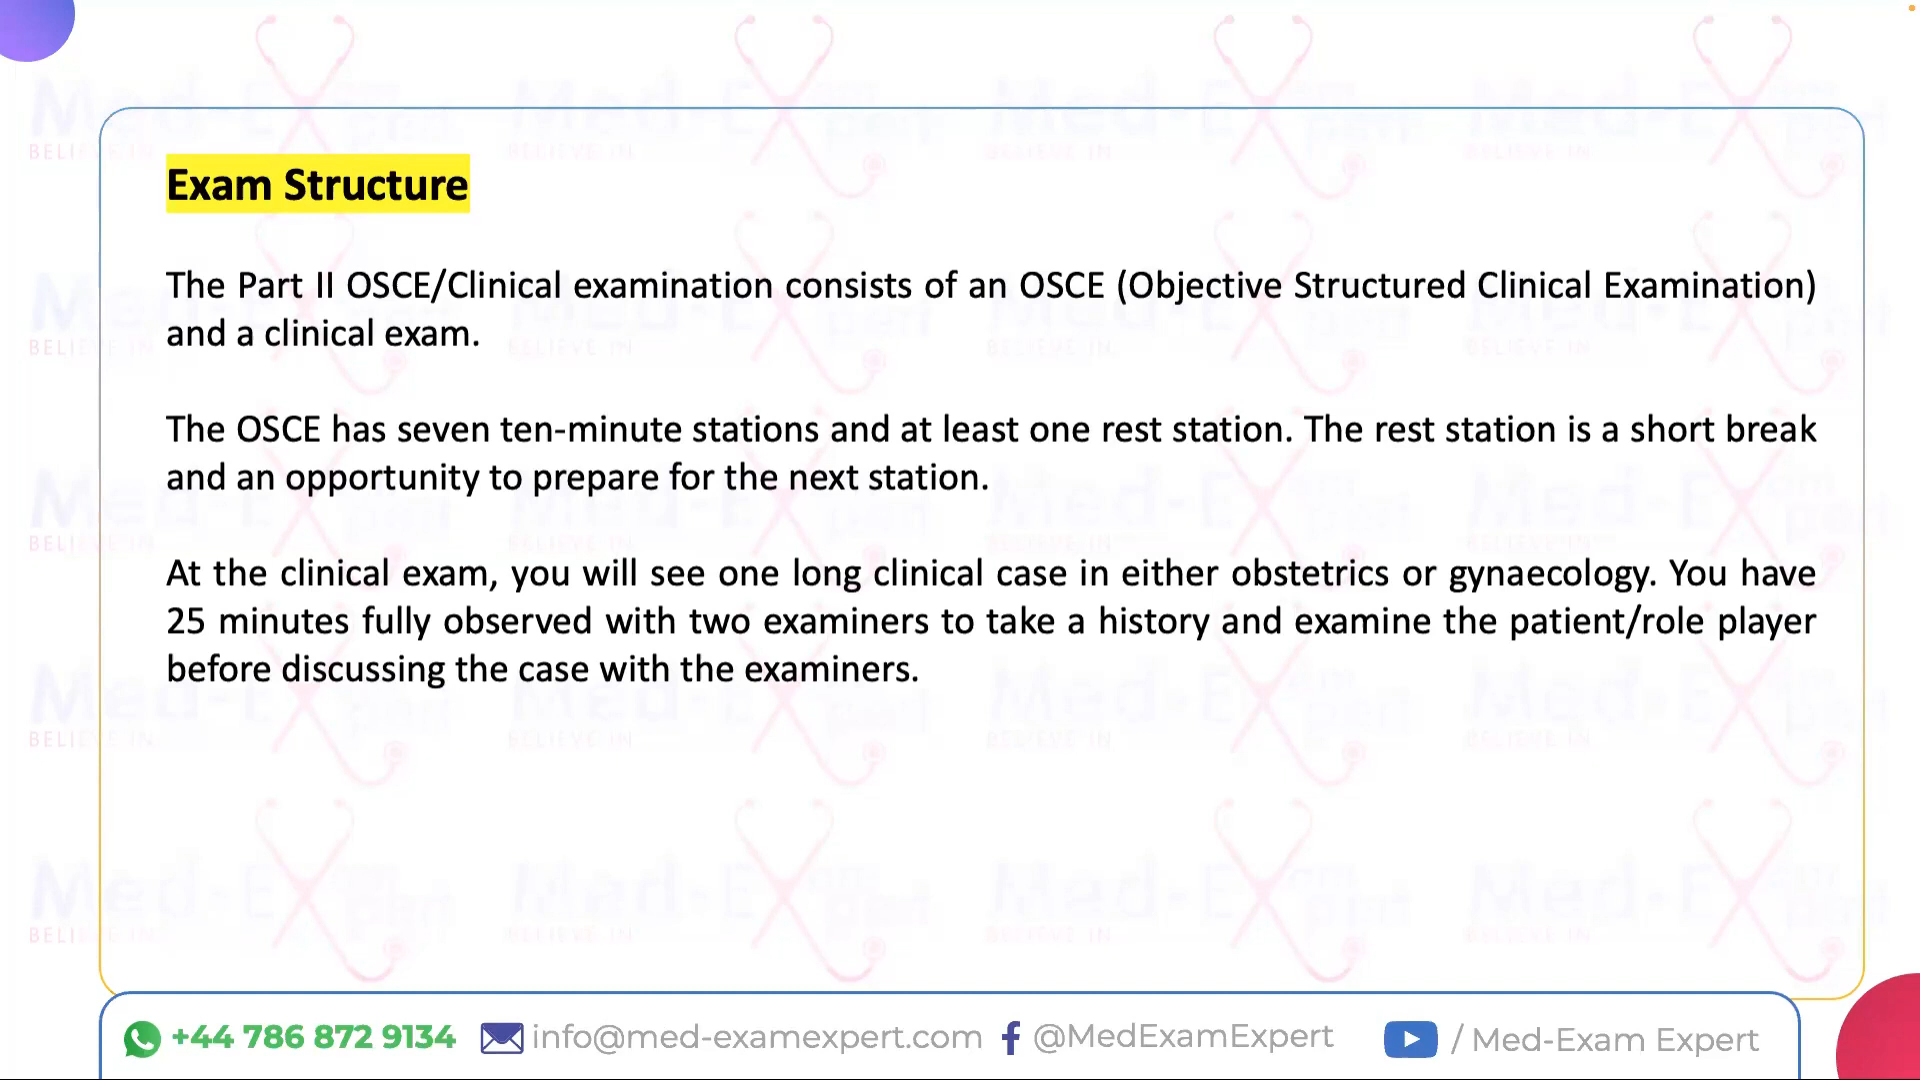 Exam Structure
The Part II OSCE/Clinical examination consists of an OSCE (Objective Structured Clinical Examination)
and a clinical exam.
The OSCE has seven ten-minute stations and at least one rest station. The rest station is a short break
and an opportunity to prepare for the next station.
At the clinical exam, you will see one long clinical case in either obstetrics or gynaecology. You have
25 minutes fully observed with two examiners to take a history and examine the patient/role player
before discussing the case with the examiners.
+44 786 872 9134 info@med-examexpert.com @MedExamExpert / Med-Exam Expert